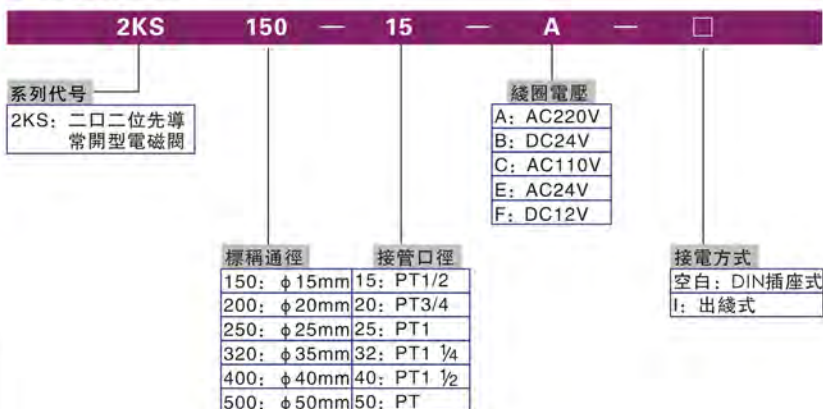 2KS 150 — 15 — A — □
系列代号
2KS：二口二位先導
常開型電磁閥
綫圈電壓
A：AC220V
B：DC24V
C：AC110V
E：AC24V
F：DC12V
標稱通徑 接管口徑
150：φ15mm 15：PT1/2
200：φ20mm 20：PT3/4
250：φ25mm 25：PT1
320：φ35mm 32：PT1 ¼
400：φ40mm 40：PT1 ½
500：φ50mm 50：PT
接電方式
空白：DIN插座式
I：出綫式